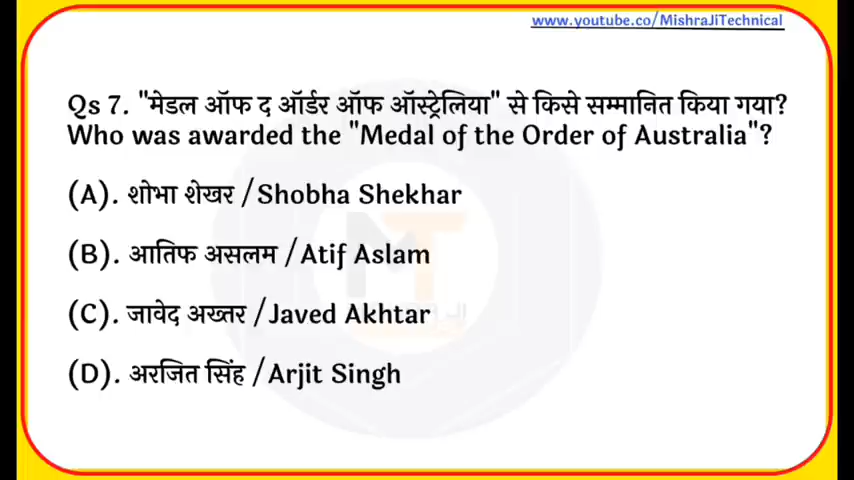 www.youtube.co/MishraJiTechnical
Qs 7. "मेडल ऑफ द ऑर्डर ऑफ ऑस्ट्रेलिया" से किसे सम्मानित किया गया?
Who was awarded the "Medal of the Order of Australia"?
(A). शोभा शेखर /Shobha Shekhar
(B). आतिफ असलम /Atif Aslam
(C). जावेद अख्तर /Javed Akhtar
(D). अरजित सिंह /Arjit Singh